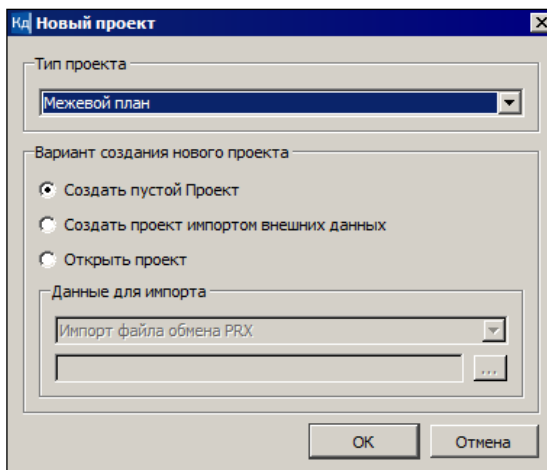 Кд Новый проект
Тип проекта
Межевой план
Вариант создания нового проекта
Создать пустой Проект
Создать проект импортом внешних данных
Открыть проект
Данные для импорта
Импорт файла обмена PRX
...
ОК Отмена